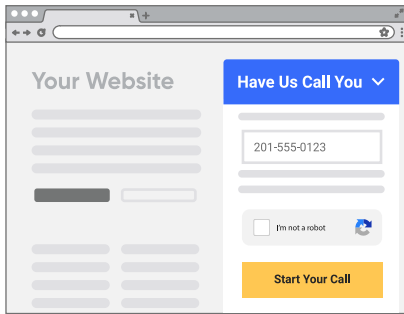 Your Website
Have Us Call You
201-555-0123
I'm not a robot
Start Your Call